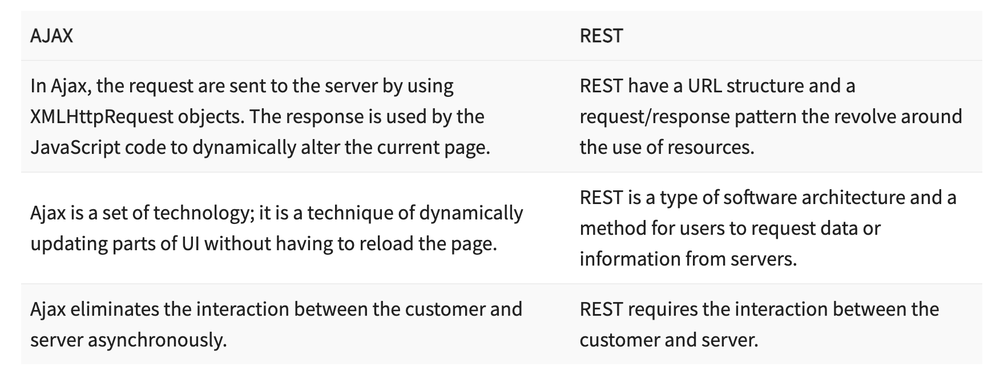 AJAX
REST
In Ajax, the request are sent to the server by using
XMLHttpRequest objects. The response is used by the
JavaScript code to dynamically alter the current page.
REST have a URL structure and a
request/response pattern the revolve around
the use of resources.
Ajax is a set of technology; it is a technique of dynamically
updating parts of UI without having to reload the page.
REST is a type of software architecture and a
method for users to request data or
information from servers.
Ajax eliminates the interaction between the customer and
server asynchronously.
REST requires the interaction between the
customer and server.